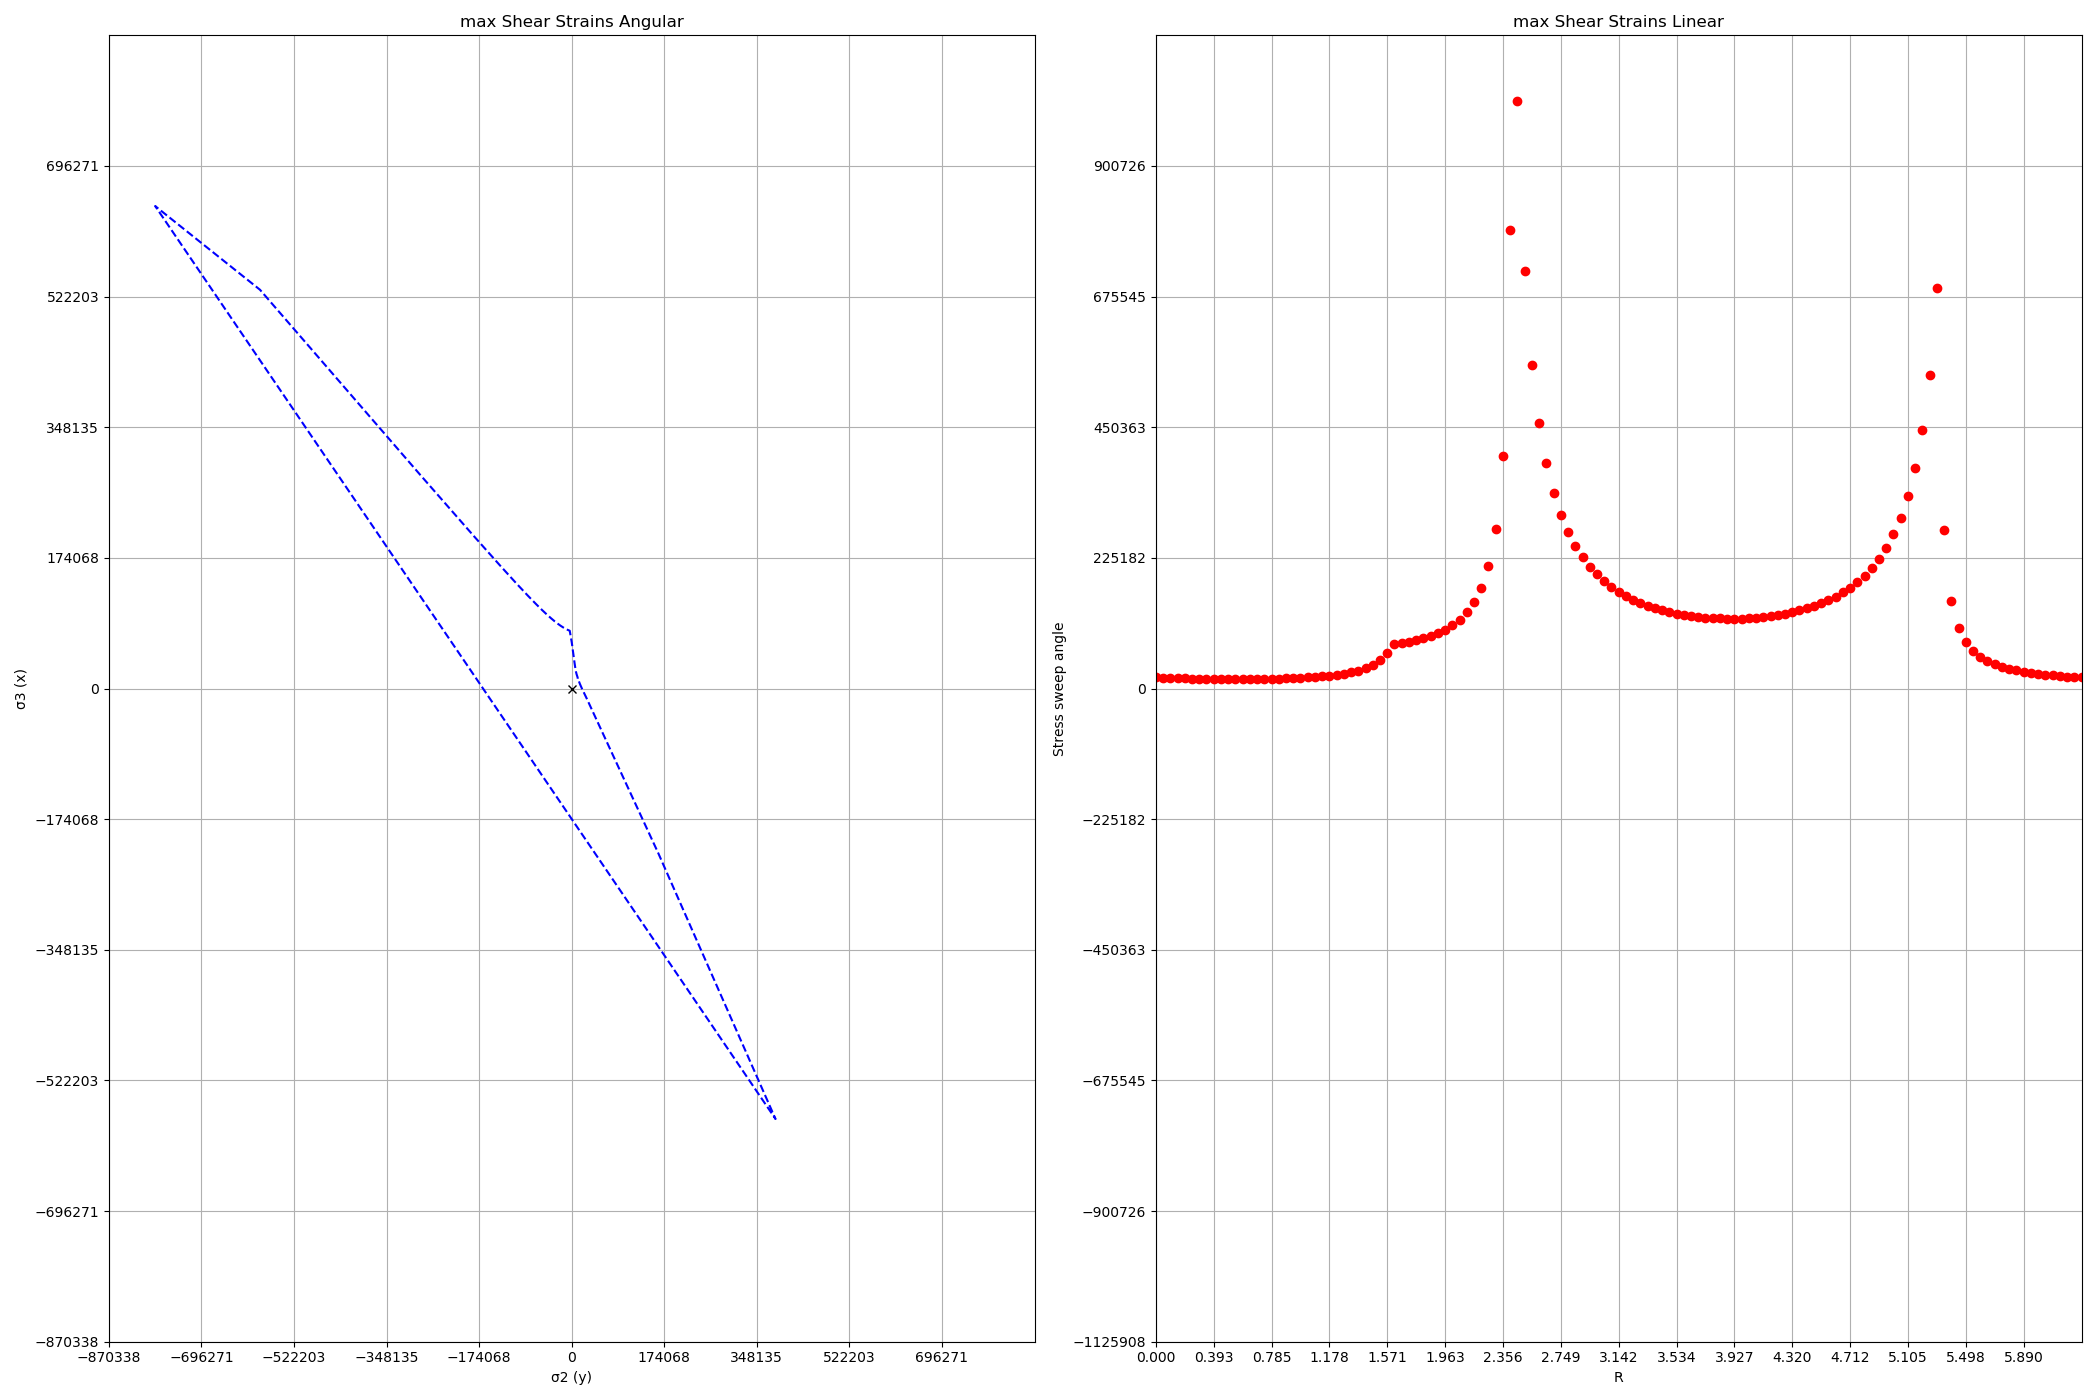 max Shear Strains Angular
696271
522203
348135
174068
0
−174068
−348135
−522203
−696271
−870338
−870338 −696271 −522203 −348135 −174068 0 174068 348135 522203 696271
σ2 (y)
σ3 (x)
max Shear Strains Linear
900726
675545
450363
225182
0
−225182
−450363
−675545
−900726
−1125908
0.000 0.393 0.785 1.178 1.571 1.963 2.356 2.749 3.142 3.534 3.927 4.320 4.712 5.105 5.498 5.890
R
Stress sweep angle